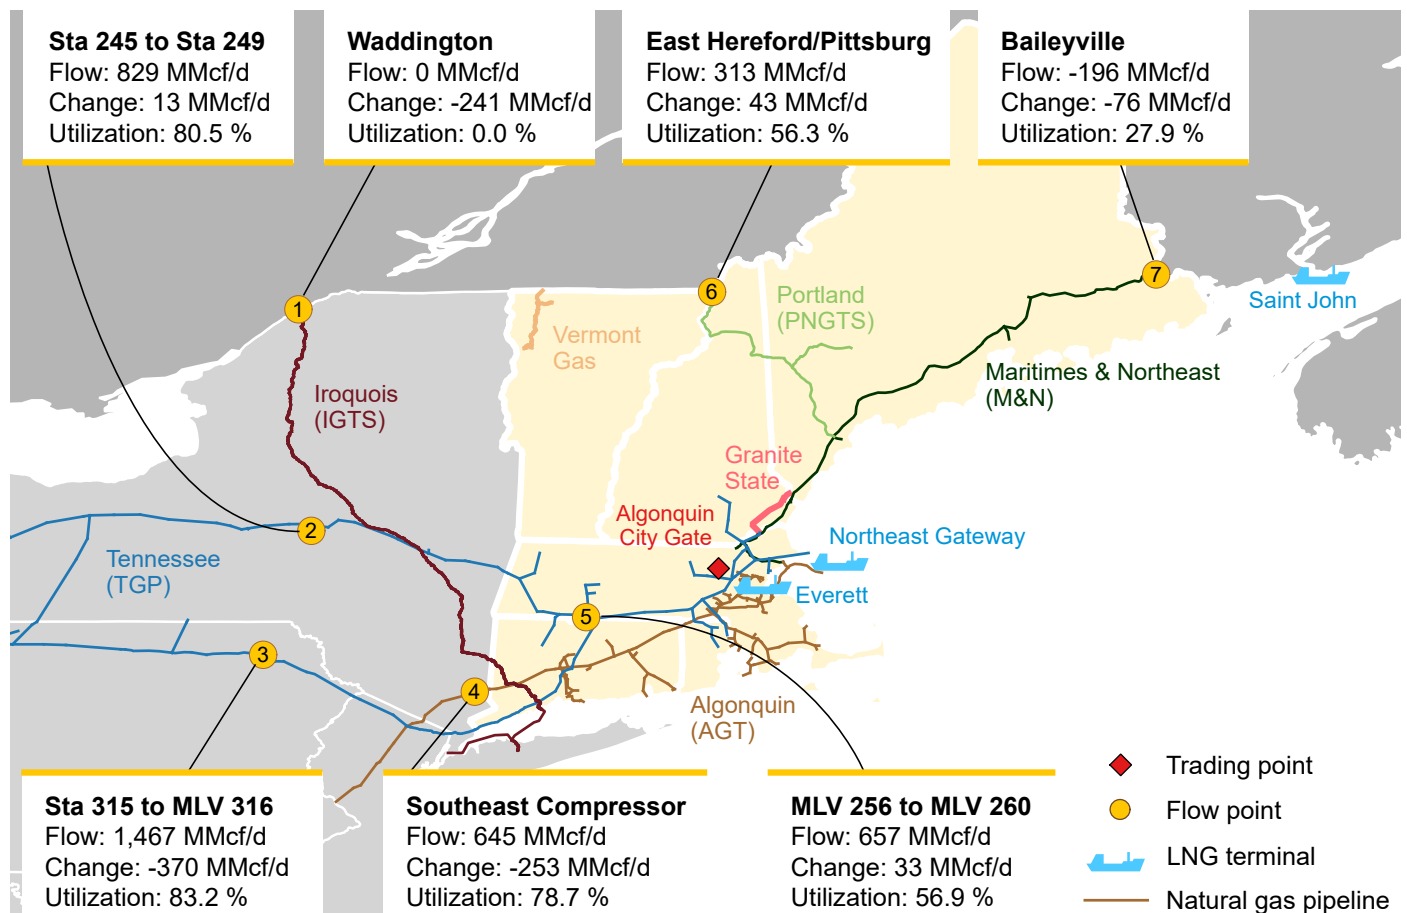 Sta 245 to Sta 249
Flow: 829 MMcf/d
Change: 13 MMcf/d
Utilization: 80.5 %
Waddington
Flow: 0 MMcf/d
Change: -241 MMcf/d
Utilization: 0.0 %
East Hereford/Pittsburg
Flow: 313 MMcf/d
Change: 43 MMcf/d
Utilization: 56.3 %
Baileyville
Flow: -196 MMcf/d
Change: -76 MMcf/d
Utilization: 27.9 %
7
6
1
Saint John
Portland
(PNGTS)
Vermont
Gas
Maritimes & Northeast
(M&N)
Iroquois
(IGTS)
Granite
State
Algonquin
City Gate
2
Northeast Gateway
Tennessee
(TGP)
Everett
5
3
4
Algonquin
(AGT)
Sta 315 to MLV 316
Flow: 1,467 MMcf/d
Change: -370 MMcf/d
Utilization: 83.2 %
Southeast Compressor
Flow: 645 MMcf/d
Change: -253 MMcf/d
Utilization: 78.7 %
MLV 256 to MLV 260
Flow: 657 MMcf/d
Change: 33 MMcf/d
Utilization: 56.9 %
Trading point
Flow point
LNG terminal
Natural gas pipeline